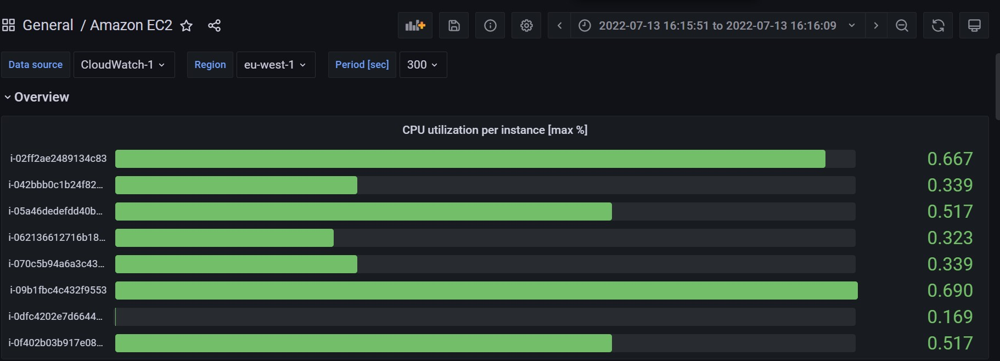 General / Amazon EC2
2022-07-13 16:15:51 to 2022-07-13 16:16:09
Data source CloudWatch-1 Region eu-west-1 Period [sec] 300
Overview
CPU utilization per instance [max %]
i-02ff2ae2489134c83 0.667
i-042bbb0c1b24f82... 0.339
i-05a46dedefdd40b... 0.517
i-062136612716b18... 0.323
i-070c5b94a6a3c43... 0.339
i-09b1fbc4c432f9553 0.690
i-0dfc4202e7d6644... 0.169
i-0f402b03b917e08... 0.517